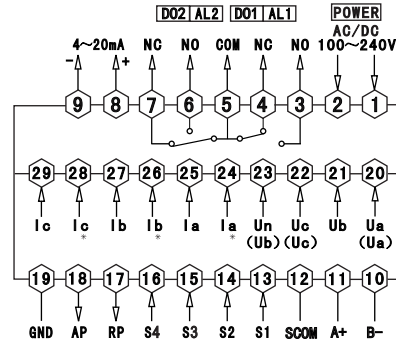 DO2 AL2 DO1 AL1 POWER
AC/DC
4～20mA NC NO COM NC NO 100～240V
- +
9 8 7 6 5 4 3 2 1
29 28 27 26 25 24 23 22 21 20
Ic Ic Ib Ib Ia Ia Un Uc Ub Ua
* * * (Ub) (Uc) (Ua)
19 18 17 16 15 14 13 12 11 10
GND AP RP S4 S3 S2 S1 SCOM A+ B-